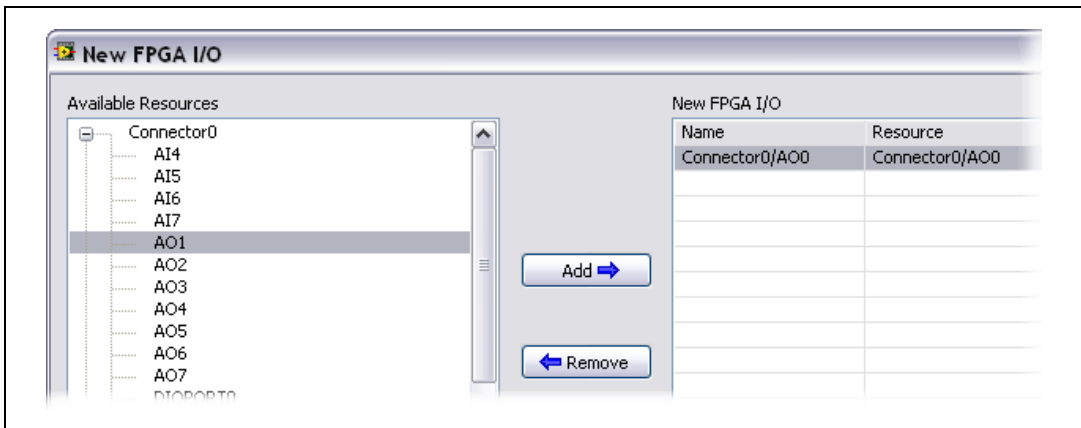 New FPGA I/O
Available Resources
New FPGA I/O
Connector0
AI4
AI5
AI6
AI7
AO1
AO2
AO3
AO4
AO5
AO6
AO7
DIOPORT0
Add
Remove
Name Resource
Connector0/AO0 Connector0/AO0